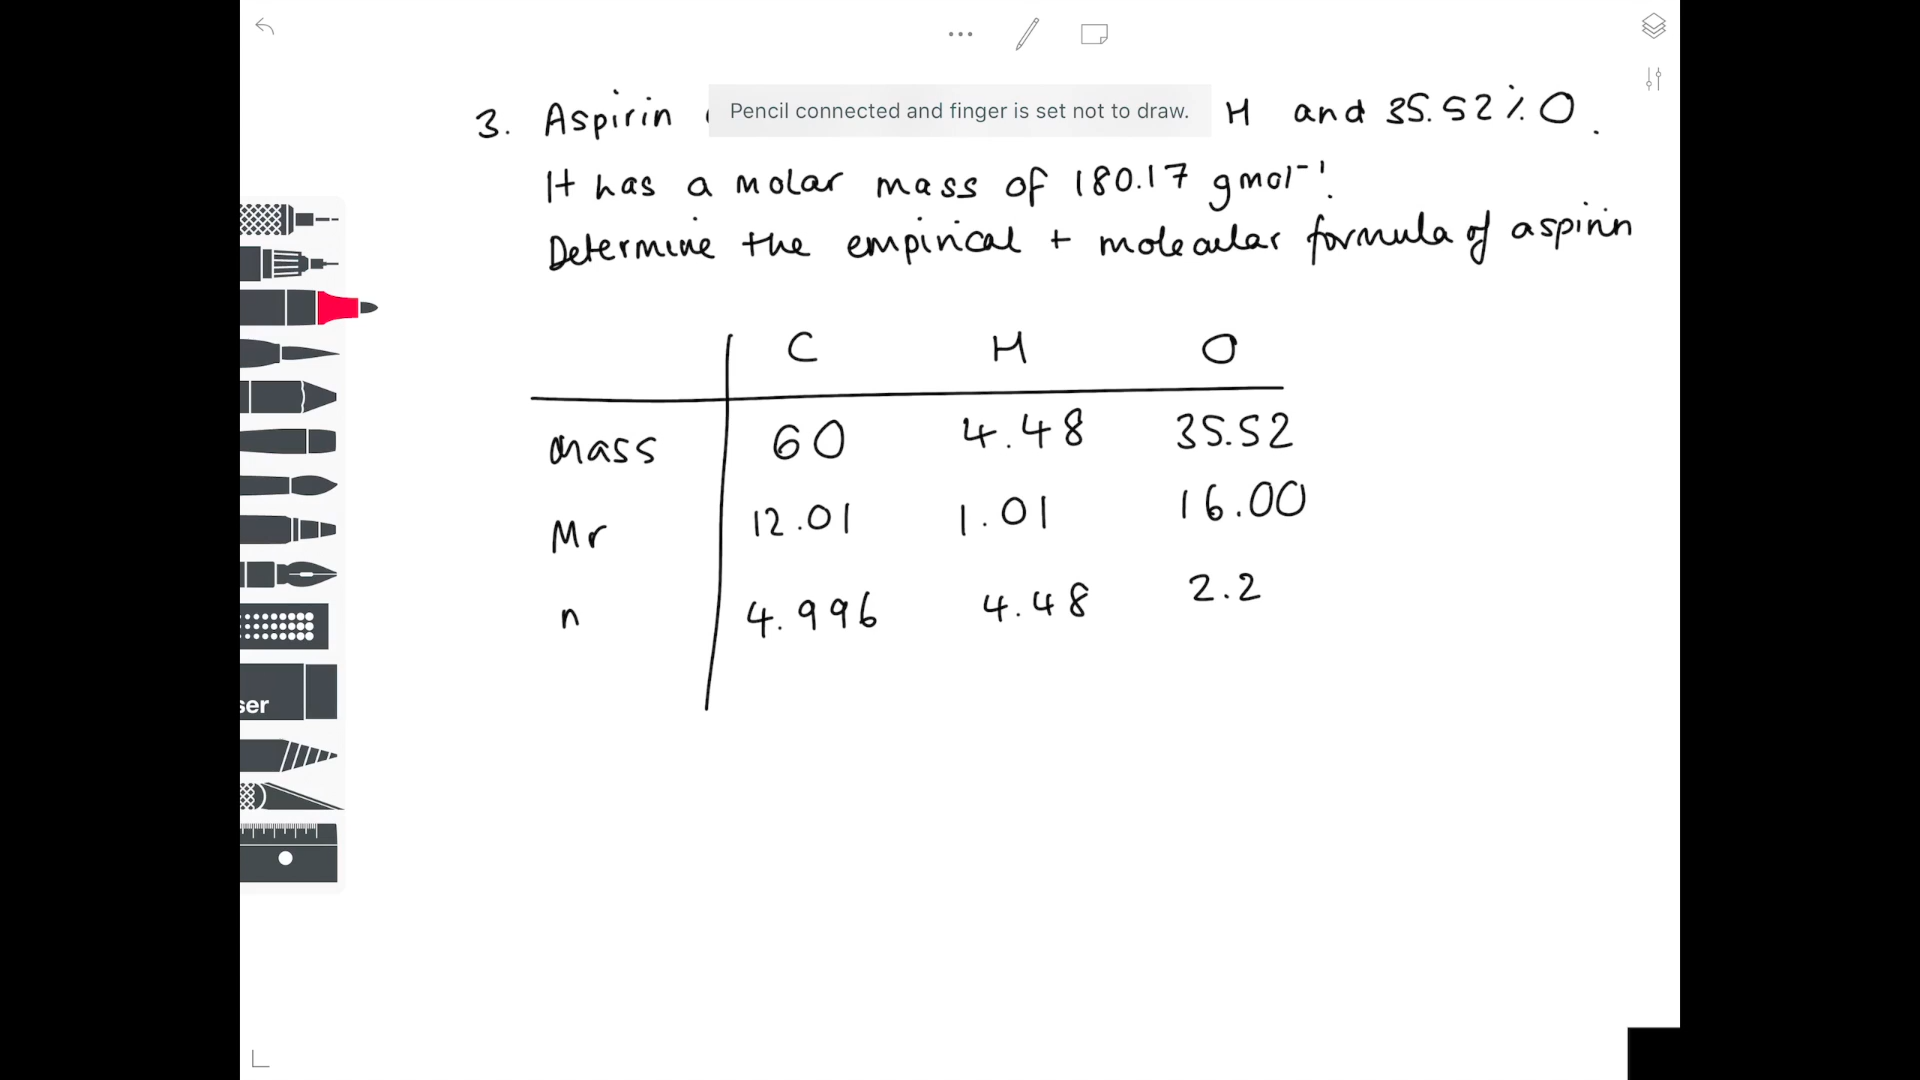 3. Aspirin
Pencil connected and finger is set not to draw.
H and 35.52% O.
It has a molar mass of 180.17 gmol⁻¹.
Determine the empirical + molecular formula of aspirin
C H O
mass 60 4.48 35.52
Mr 12.01 1.01 16.00
n 4.996 4.48 2.2
ser